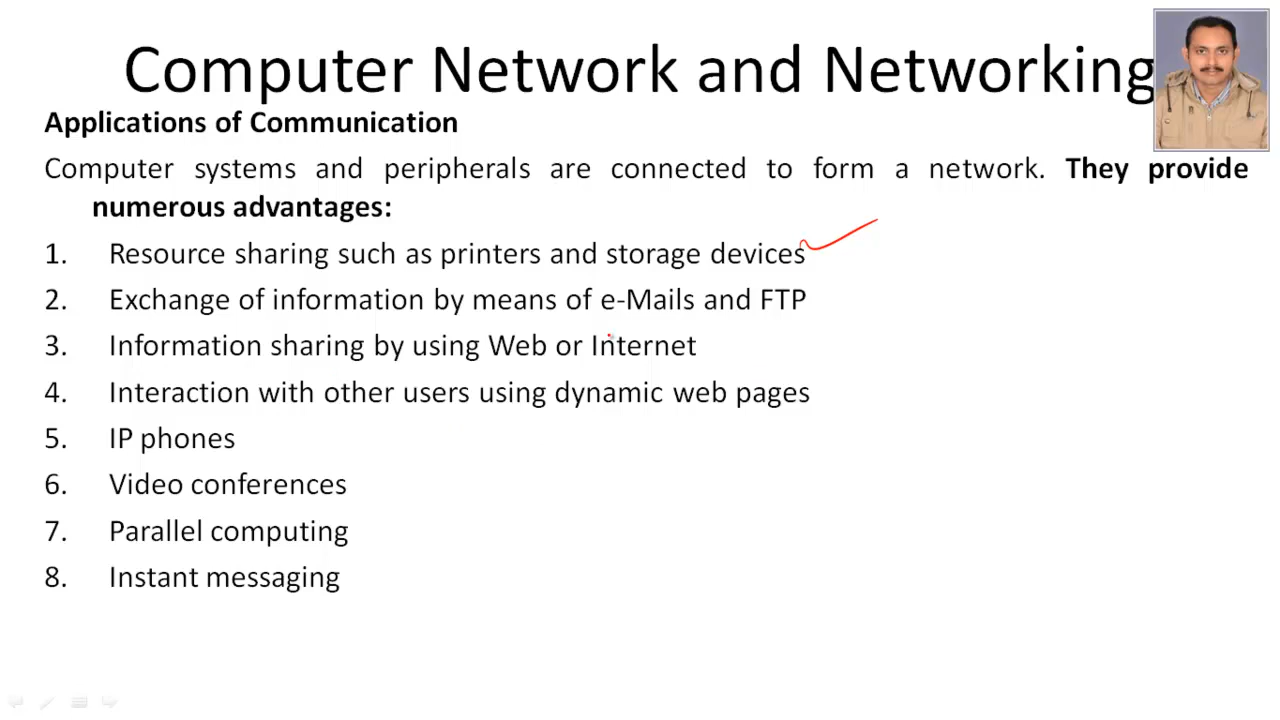 Computer Network and Networking
Applications of Communication
Computer systems and peripherals are connected to form a network. They provide
numerous advantages:
1. Resource sharing such as printers and storage devices
2. Exchange of information by means of e-Mails and FTP
3. Information sharing by using Web or Internet
4. Interaction with other users using dynamic web pages
5. IP phones
6. Video conferences
7. Parallel computing
8. Instant messaging